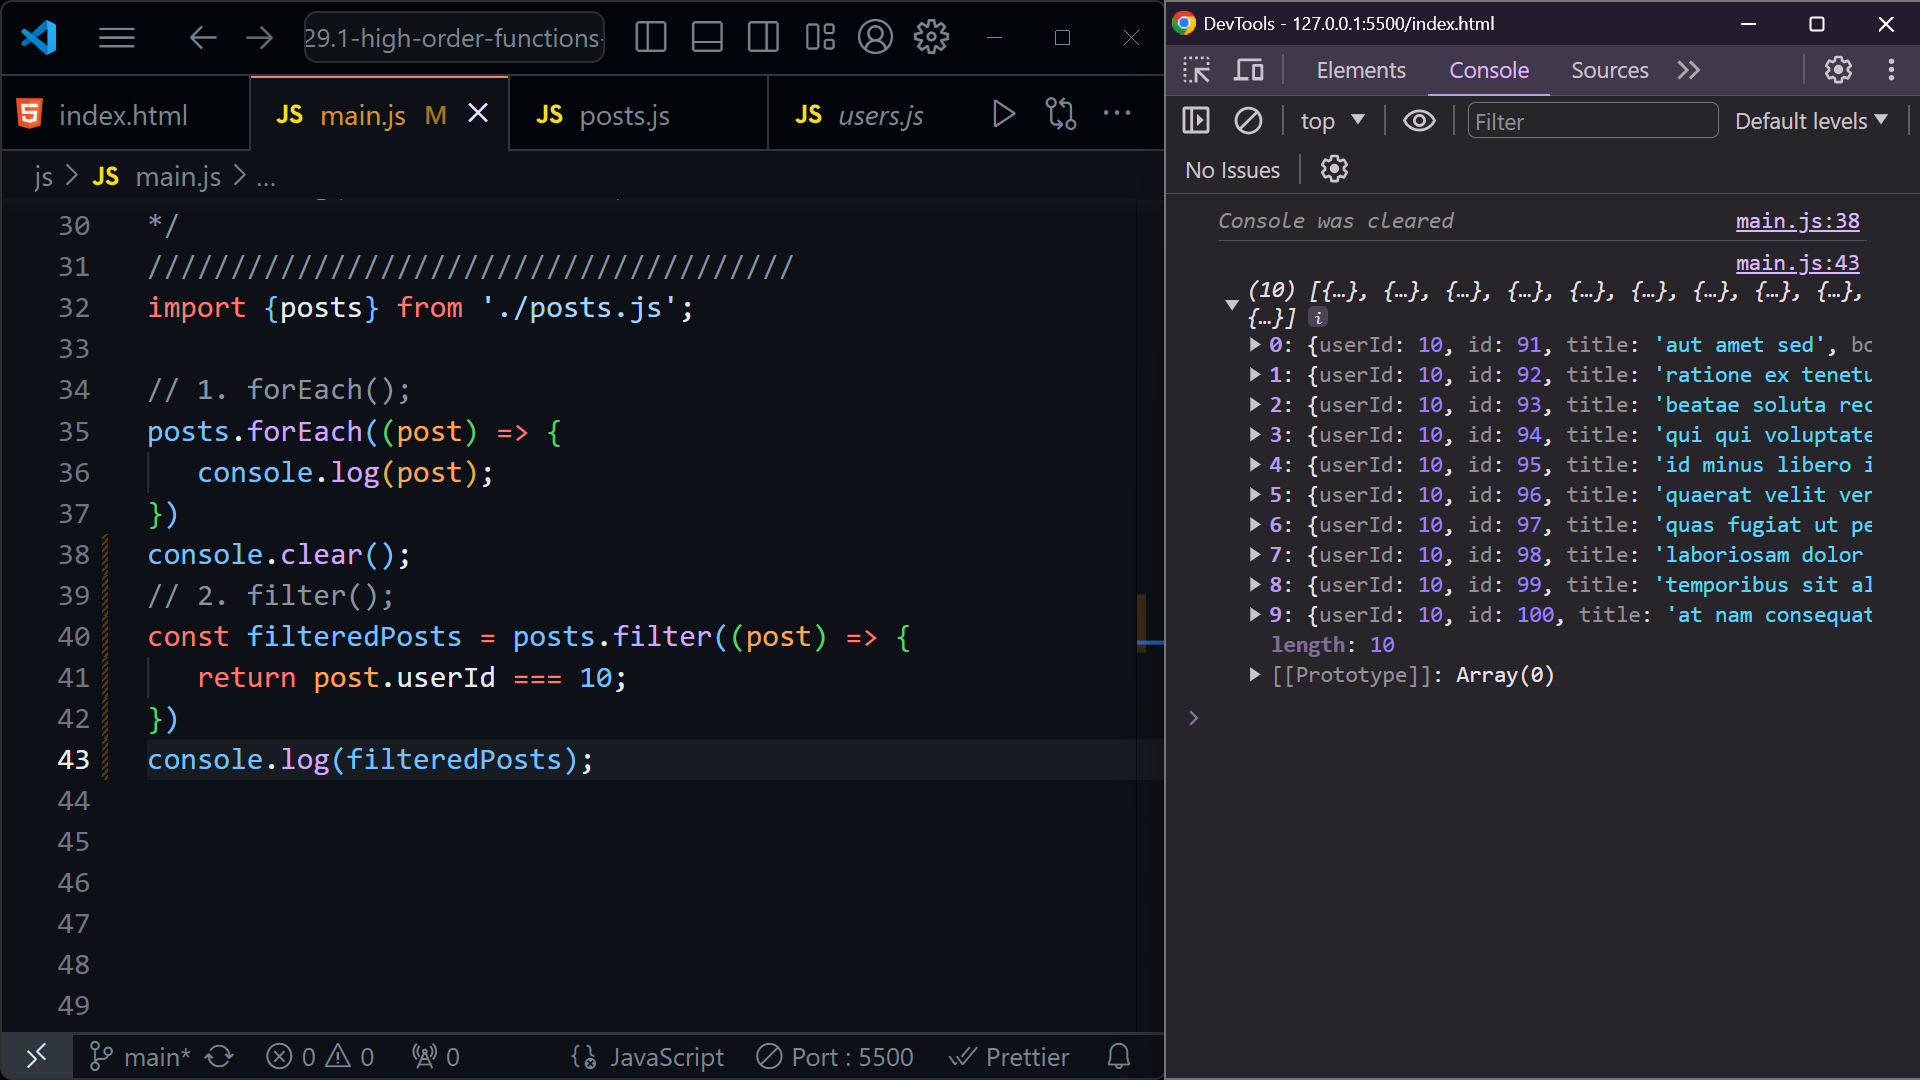 29.1-high-order-functions-
index.html
JS main.js M
JS posts.js
JS users.js
js > JS main.js > ...
30 */
31 ///////////////////////////////////////
32 import {posts} from './posts.js';
33
34 // 1. forEach();
35 posts.forEach((post) => {
36 console.log(post);
37 })
38 console.clear();
39 // 2. filter();
40 const filteredPosts = posts.filter((post) => {
41 return post.userId === 10;
42 })
43 console.log(filteredPosts);
44
45
46
47
48
49
main* 0 0 0 JavaScript Port : 5500 Prettier
DevTools - 127.0.0.1:5500/index.html
Elements Console Sources
top Filter Default levels
No Issues
Console was cleared main.js:38
main.js:43
(10) [{…}, {…}, {…}, {…}, {…}, {…}, {…}, {…}, {…},
{…}] i
0: {userId: 10, id: 91, title: 'aut amet sed', bo
1: {userId: 10, id: 92, title: 'ratione ex tenetu
2: {userId: 10, id: 93, title: 'beatae soluta rec
3: {userId: 10, id: 94, title: 'qui qui voluptate
4: {userId: 10, id: 95, title: 'id minus libero i
5: {userId: 10, id: 96, title: 'quaerat velit ver
6: {userId: 10, id: 97, title: 'quas fugiat ut pe
7: {userId: 10, id: 98, title: 'laboriosam dolor
8: {userId: 10, id: 99, title: 'temporibus sit al
9: {userId: 10, id: 100, title: 'at nam consequat
length: 10
[[Prototype]]: Array(0)